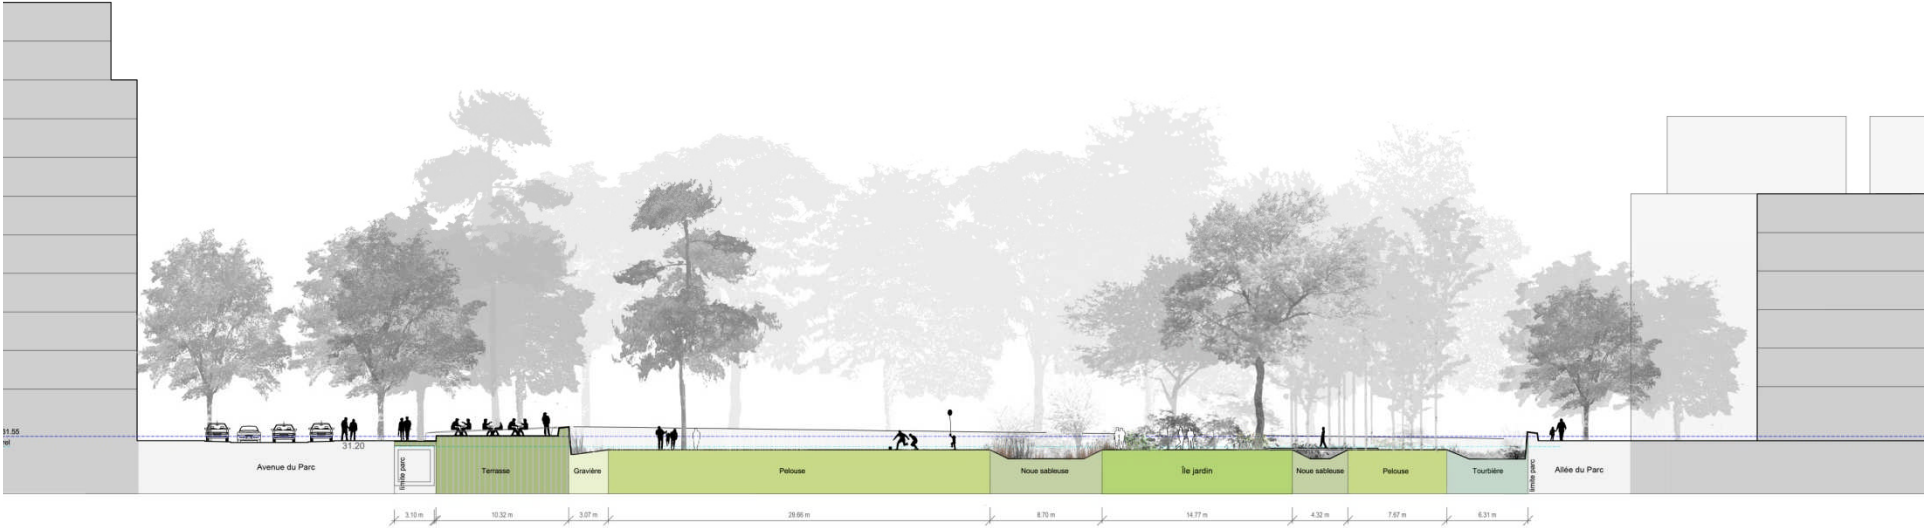 31.55
rel
31.20
Avenue du Parc
limite parc
Terrasse
Gravière
Pelouse
Noue sableuse
Île jardin
Noue sableuse
Pelouse
Tourbière
limite parc
Allée du Parc
3.10 m
10.32 m
3.07 m
29.66 m
8.70 m
14.77 m
4.32 m
7.67 m
6.31 m